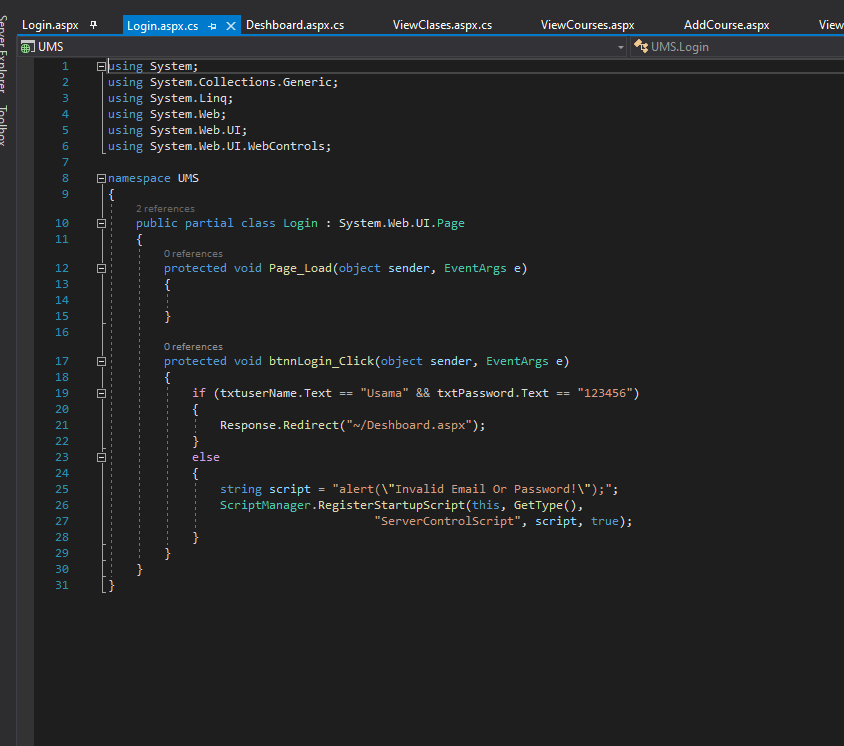 Login.aspx Login.aspx.cs Deshboard.aspx.cs ViewClases.aspx.cs ViewCourses.aspx AddCourse.aspx View
Server Explorer
Toolbox
UMS UMS.Login
1 using System;
2 using System.Collections.Generic;
3 using System.Linq;
4 using System.Web;
5 using System.Web.UI;
6 using System.Web.UI.WebControls;
7
8 namespace UMS
9 {
2 references
10 public partial class Login : System.Web.UI.Page
11 {
0 references
12 protected void Page_Load(object sender, EventArgs e)
13 {
14
15 }
16
0 references
17 protected void btnnLogin_Click(object sender, EventArgs e)
18 {
19 if (txtuserName.Text == "Usama" && txtPassword.Text == "123456")
20 {
21 Response.Redirect("~/Deshboard.aspx");
22 }
23 else
24 {
25 string script = "alert(\"Invalid Email Or Password!\");";
26 ScriptManager.RegisterStartupScript(this, GetType(),
27 "ServerControlScript", script, true);
28 }
29 }
30 }
31 }